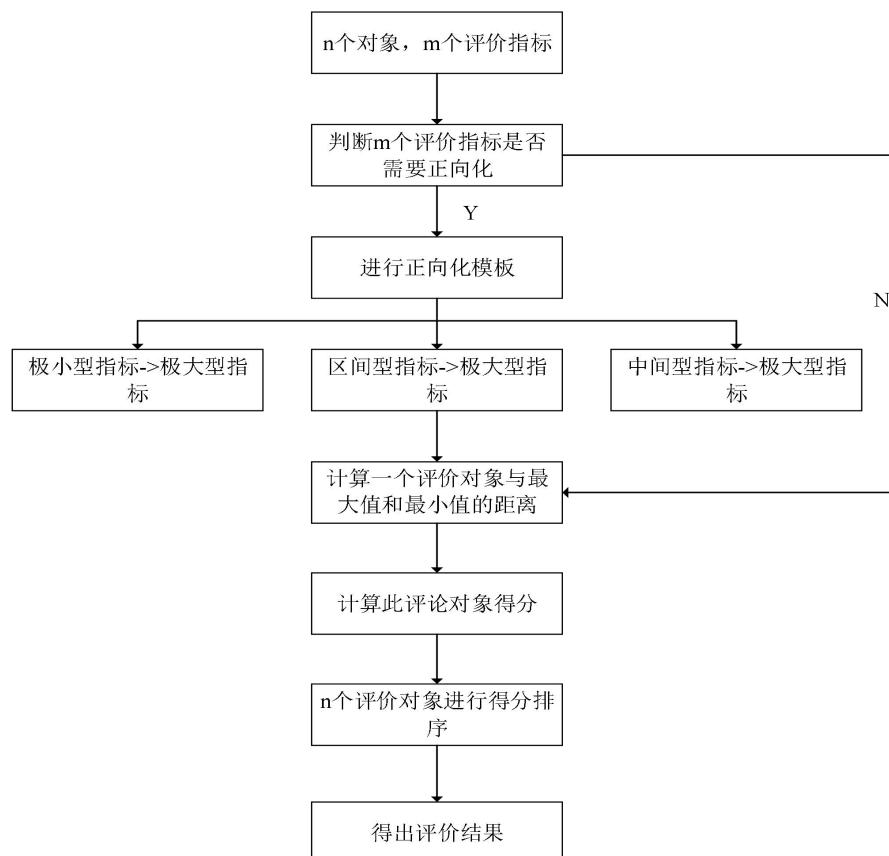 n个对象，m个评价指标
判断m个评价指标是否
需要正向化
Y
进行正向化模板
N
极小型指标->极大型指
标
区间型指标->极大型指
标
中间型指标->极大型指
标
计算一个评价对象与最
大值和最小值的距离
计算此评论对象得分
n个评价对象进行得分排
序
得出评价结果